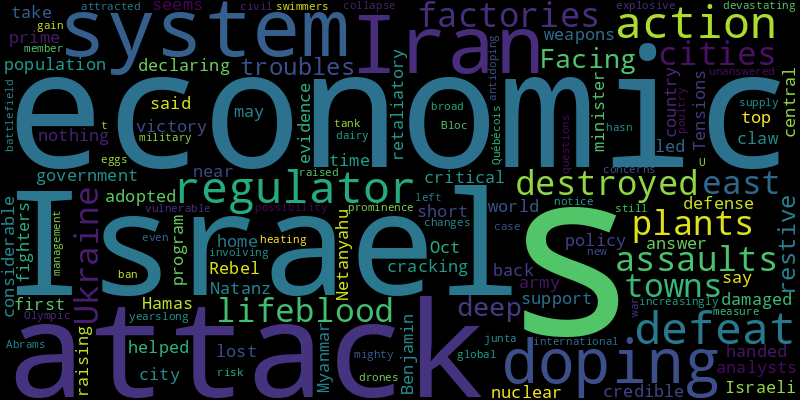 attracted seems civil swimmers collapse explosive devastating
take system Iran factories action
gain prime member weapons
population declaring troubles Facing cities
battlefield economic antidoping unanswered
said may evidence retaliatory broad minister country poultry Tensions supply central
nothing t victory tank Bloc hasn top
eggs military time dairy Québécois questions led claw
government near raised critical concerns U
Israel S regulator destroyed east
considerable fighters management Ukraine adopted left plants defense restive
vulnerable possibility prominence short world notice still
program home heating Netanyahu changes case policy answer
even involving Oct new assaults
Rebel cracking back say
ban Natanz army support war towns
first Hamas lifeblood deep increasingly damaged
Olympic yearslong attack junta international defeat measure
Abrams raising helped lost Myanmar mighty Benjamin global doping handed
city risk drones credible analysts
nuclear Israeli